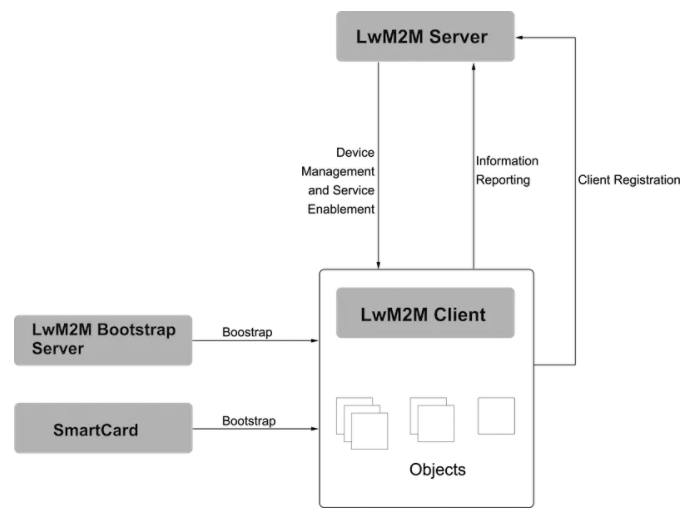 LwM2M Server
Device
Management
and Service
Enablement
Information
Reporting
Client Registration
LwM2M Client
LwM2M Bootstrap
Server
Boostrap
SmartCard
Bootstrap
Objects